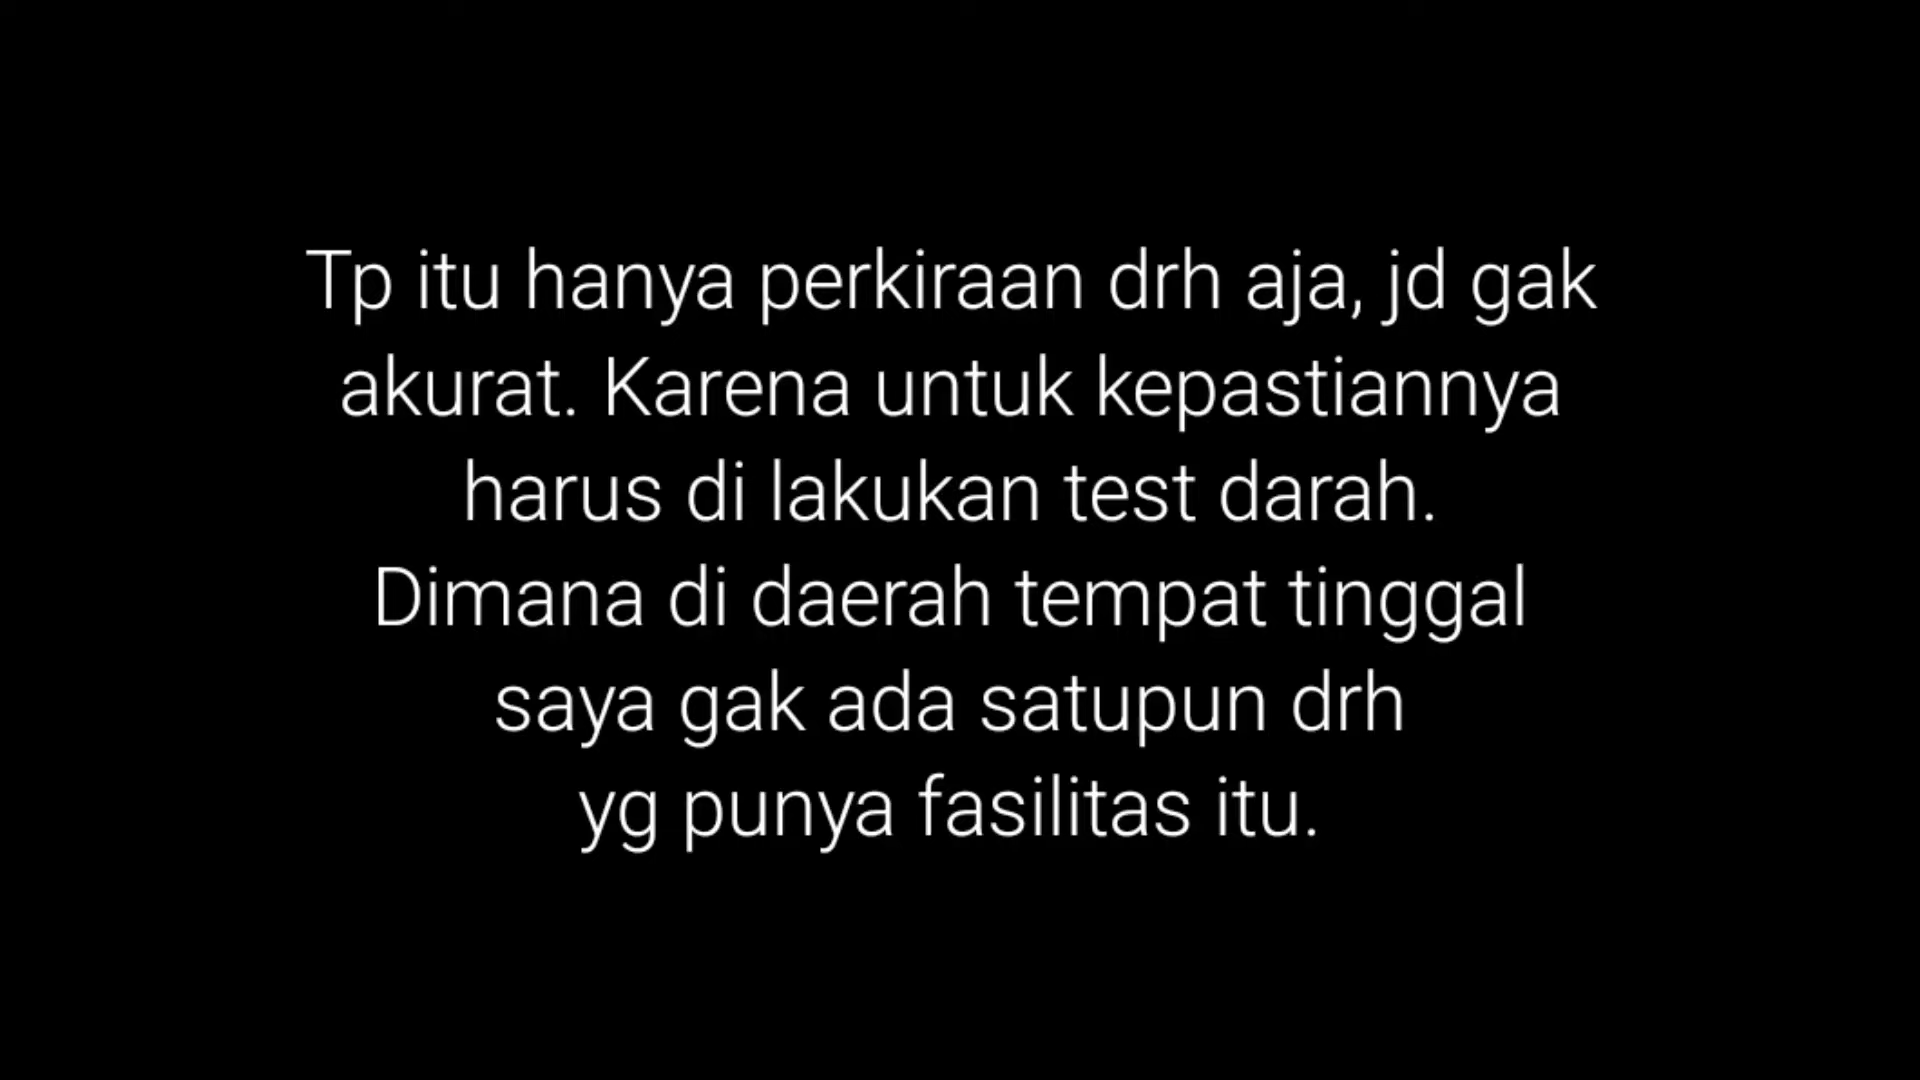 Tp itu hanya perkiraan drh aja, jd gak
akurat. Karena untuk kepastiannya
harus di lakukan test darah.
Dimana di daerah tempat tinggal
saya gak ada satupun drh
yg punya fasilitas itu.